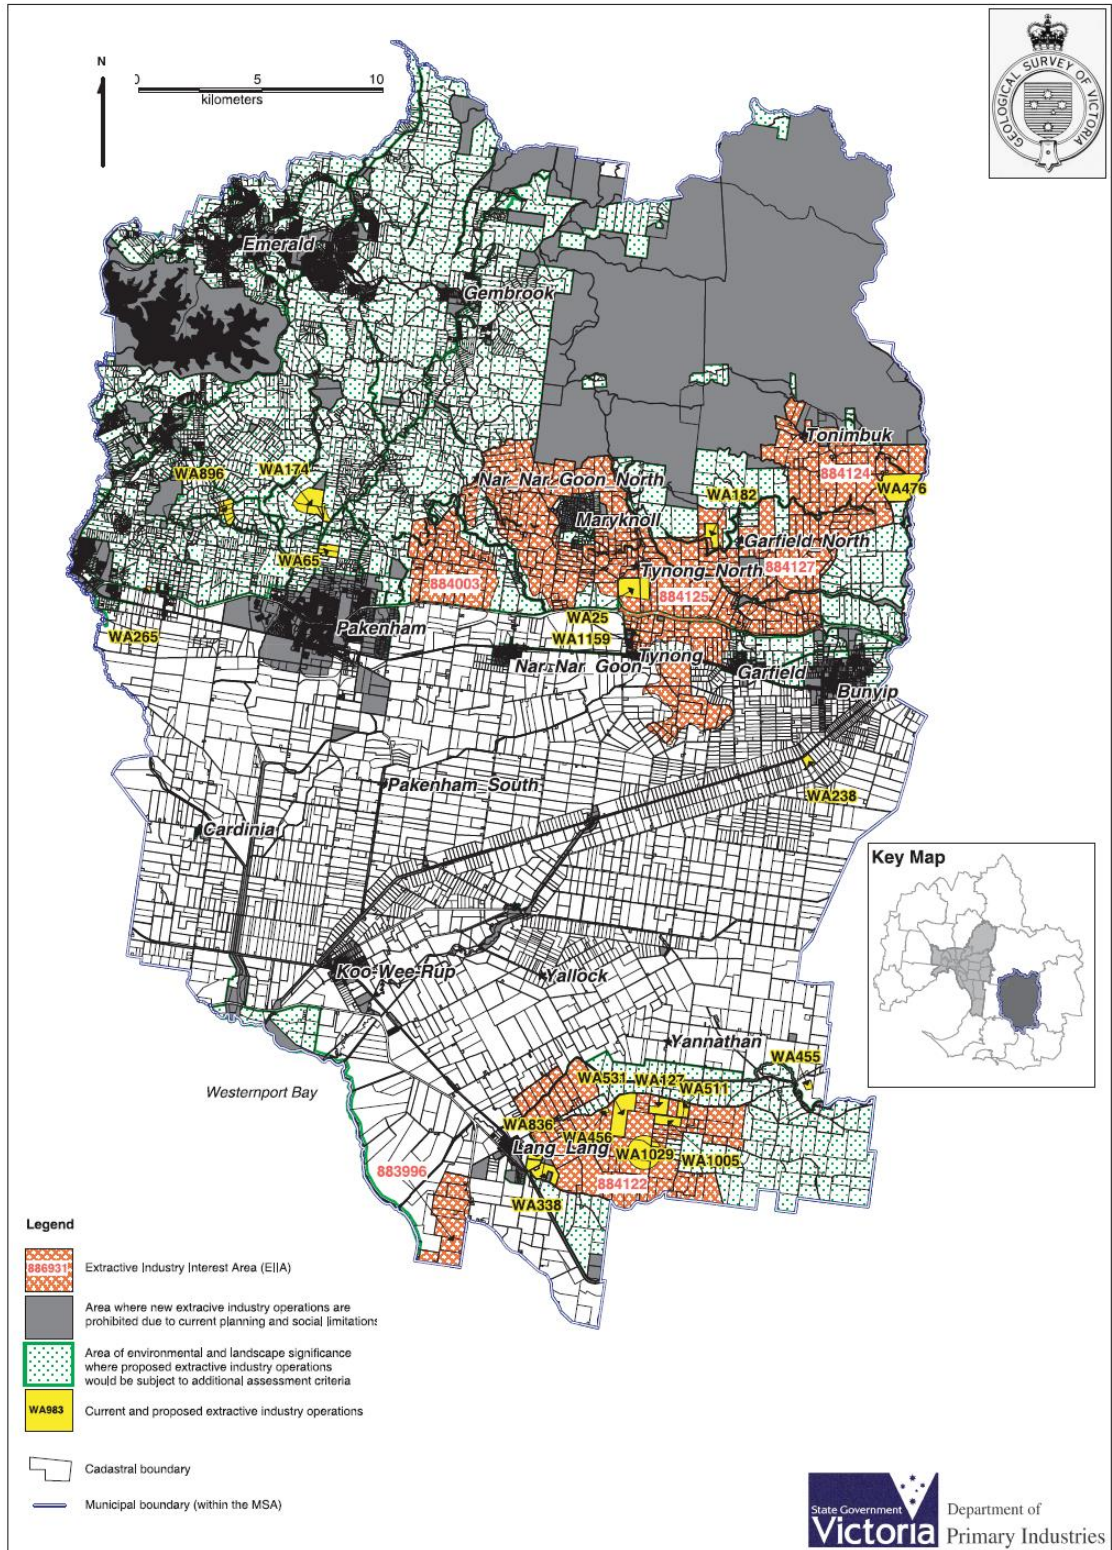 N
0 5 10
kilometers
GEOLOGICAL SURVEY OF VICTORIA
Emerald
Gembrook
Tonimbuk
884124
WA896
WA174
Nar_Nar_Goon_North
WA182
WA476
Maryknoll
Garfield_North
WA65
884003
Tynong_North
884127
884125
WA25
WA265
Pakenham
WA1159
Nar_Nar_Goon
Tynong
Garfield
Bunyip
Pakenham_South
WA238
Cardinia
Key Map
Koo-Wee-Rup
Yallock
Yannathan
WA455
Westernport Bay
WA531
WA127
WA511
WA836
WA456
Lang_Lang
WA1029
WA1005
883996
884122
WA338
Legend
886931
Extractive Industry Interest Area (EIIA)
Area where new extracive industry operations are
prohibited due to current planning and social limitations
Area of environmental and landscape significance
where proposed extractive industry operations
would be subject to additional assessment criteria
WA983
Current and proposed extractive industry operations
Cadastral boundary
Municipal boundary (within the MSA)
State Government
Victoria
Department of
Primary Industries